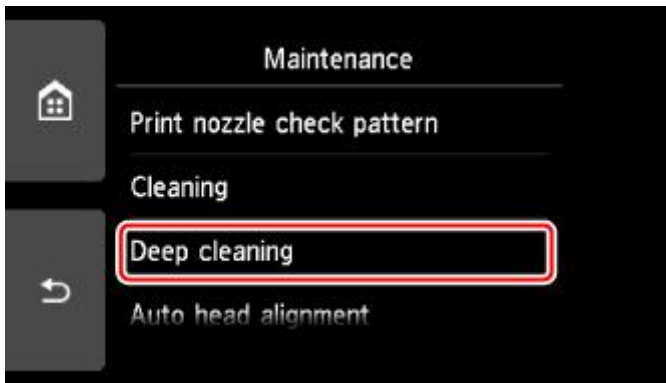 Maintenance
Print nozzle check pattern
Cleaning
Deep cleaning
Auto head alignment